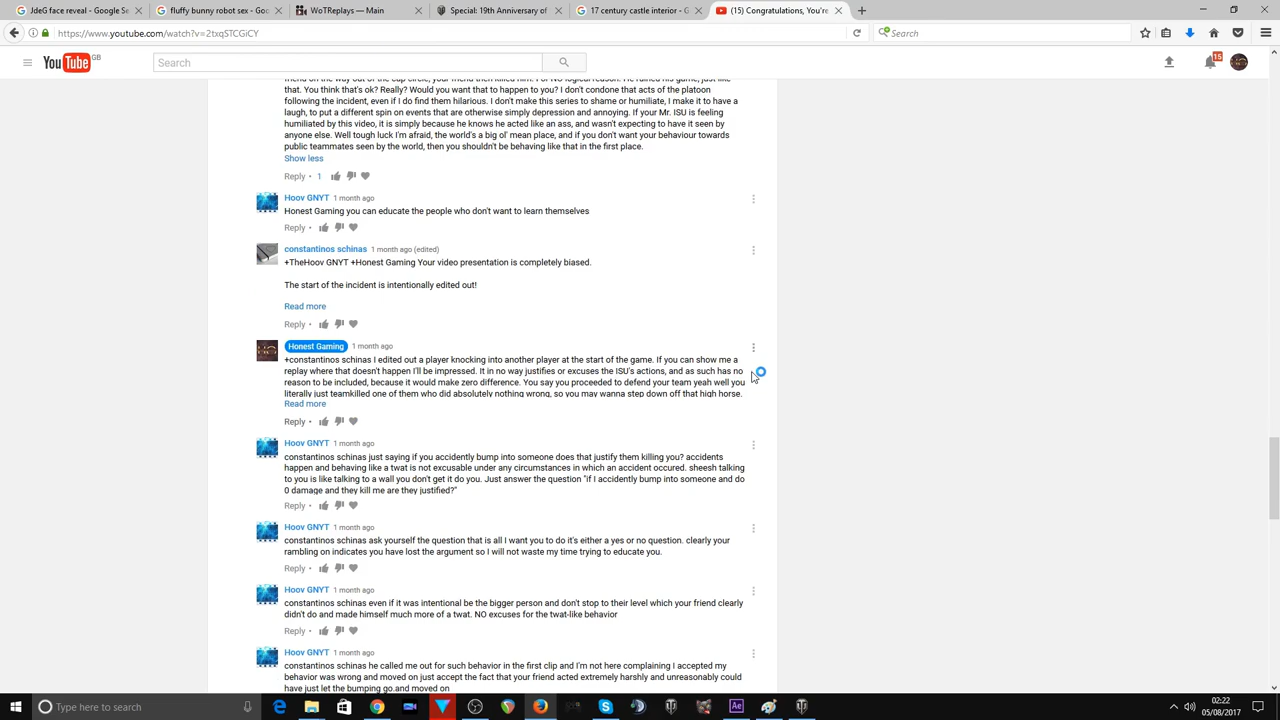 JdeG face reveal - Google Se
fluffy bunny robot sex - Goo
WoTReplays — Main
Special: 19th Anniversary of
17 century castle interior - G
(15) Congratulations, You're
https://www.youtube.com/watch?v=2txqSTCGiCY
Search
YouTube GB
Search
15
that. You think that's ok? Really? Would you want that to happen to you? I don't condone that acts of the platoon
following the incident, even if I do find them hilarious. I don't make this series to shame or humiliate, I make it to have a
laugh, to put a different spin on events that are otherwise simply depression and annoying. If your Mr. ISU is feeling
humiliated by this video, it is simply because he knows he acted like an ass, and wasn't expecting to have it seen by
anyone else. Well tough luck I'm afraid, the world's a big ol' mean place, and if you don't want your behaviour towards
public teammates seen by the world, then you shouldn't be behaving like that in the first place.
Show less
Reply • 1
Hoov GNYT 1 month ago
Honest Gaming you can educate the people who don't want to learn themselves
Reply •
constantinos schinas 1 month ago (edited)
+TheHoov GNYT +Honest Gaming Your video presentation is completely biased.
The start of the incident is intentionally edited out!
Read more
Reply •
Honest Gaming 1 month ago
+constantinos schinas I edited out a player knocking into another player at the start of the game. If you can show me a
replay where that doesn't happen I'll be impressed. It in no way justifies or excuses the ISU's actions, and as such has no
reason to be included, because it would make zero difference. You say you proceeded to defend your team yeah well you
literally just teamkilled one of them who did absolutely nothing wrong, so you may wanna step down off that high horse.
Read more
Reply •
Hoov GNYT 1 month ago
constantinos schinas just saying if you accidently bump into someone does that justify them killing you? accidents
happen and behaving like a twat is not excusable under any circumstances in which an accident occured. sheesh talking
to you is like talking to a wall you don't get it do you. Just answer the question "if I accidently bump into someone and do
0 damage and they kill me are they justified?"
Reply •
Hoov GNYT 1 month ago
constantinos schinas ask yourself the question that is all I want you to do it's either a yes or no question. clearly your
rambling on indicates you have lost the argument so I will not waste my time trying to educate you.
Reply •
Hoov GNYT 1 month ago
constantinos schinas even if it was intentional be the bigger person and don't stop to their level which your friend clearly
didn't do and made himself much more of a twat. NO excuses for the twat-like behavior
Reply •
Hoov GNYT 1 month ago
constantinos schinas he called me out for such behavior in the first clip and I'm not here complaining I accepted my
behavior was wrong and moved on just accept the fact that your friend acted extremely harshly and unreasonably could
have just let the bumping go.and moved on
Type here to search
02:22
05/08/2017